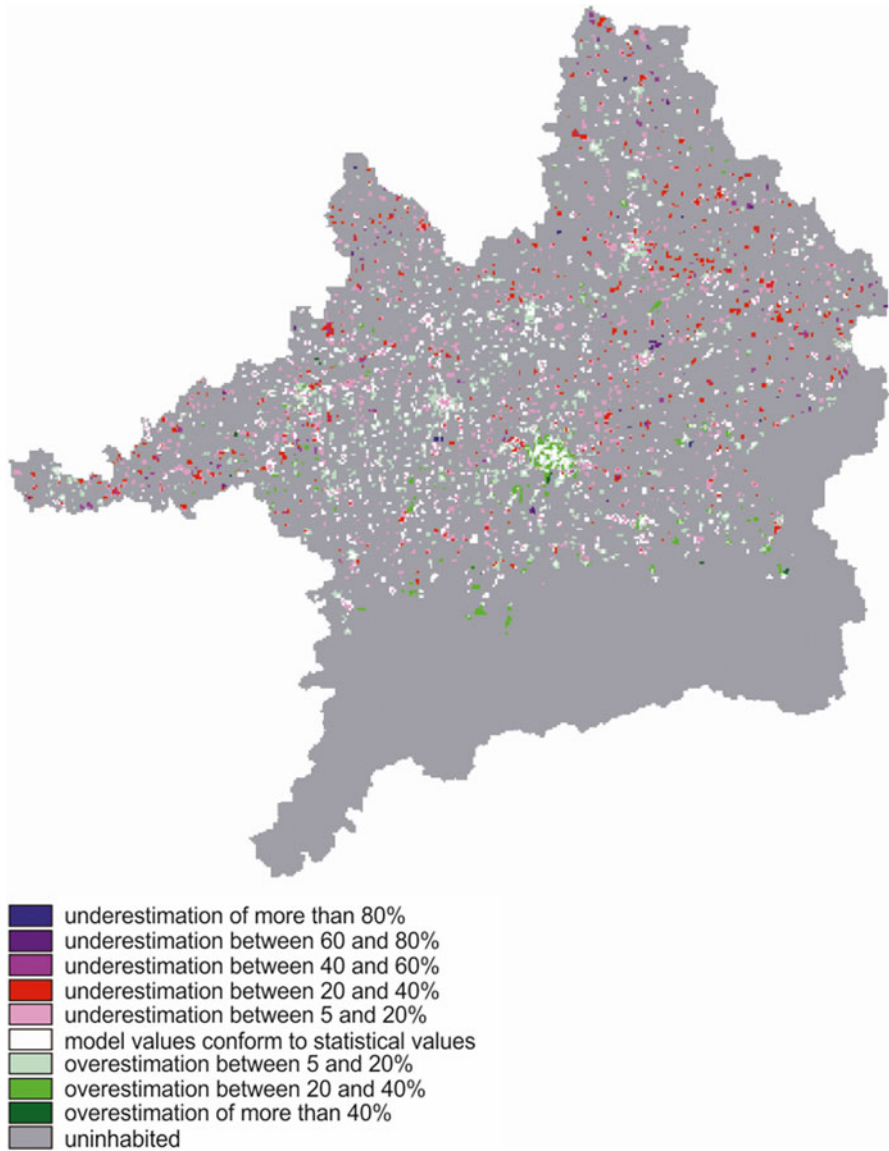 underestimation of more than 80%
underestimation between 60 and 80%
underestimation between 40 and 60%
underestimation between 20 and 40%
underestimation between 5 and 20%
model values conform to statistical values
overestimation between 5 and 20%
overestimation between 20 and 40%
overestimation of more than 40%
uninhabited